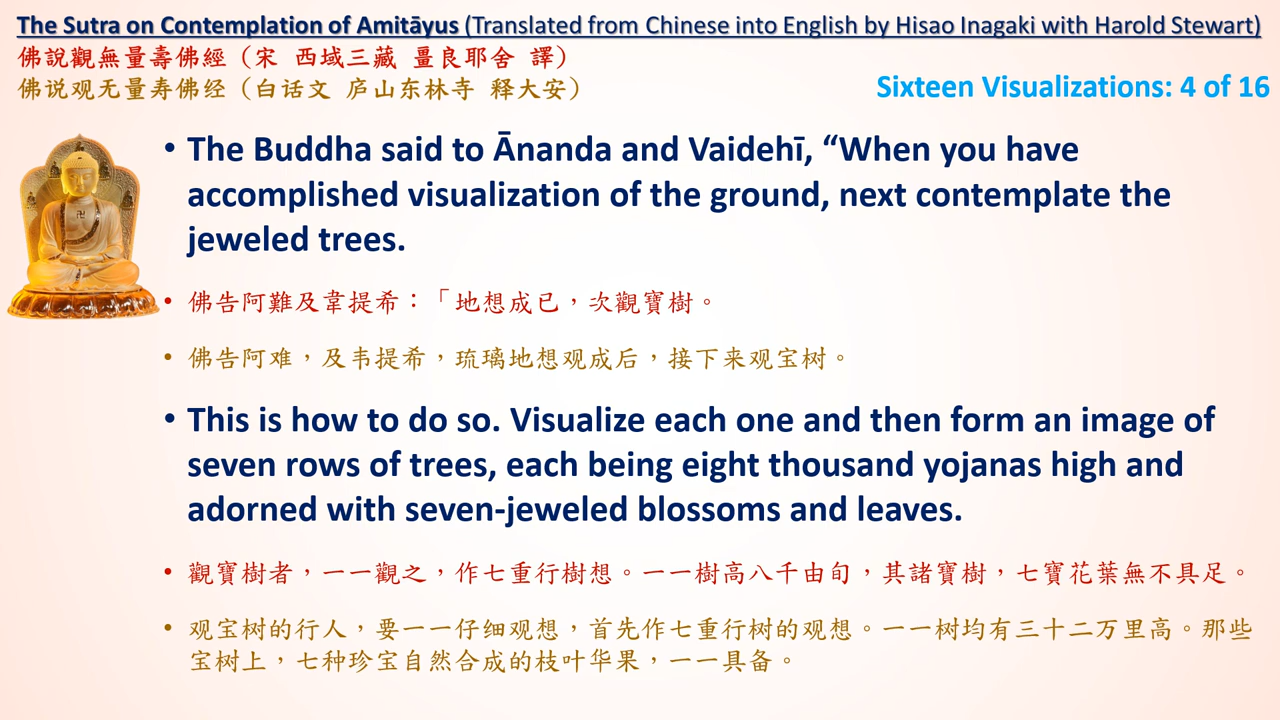 The Sutra on Contemplation of Amitāyus (Translated from Chinese into English by Hisao Inagaki with Harold Stewart)
佛說觀無量壽佛經（宋 西域三藏 畺良耶舍 譯）
佛说观无量寿佛经（白话文 庐山东林寺 释大安）
Sixteen Visualizations: 4 of 16
• The Buddha said to Ānanda and Vaidehī, “When you have
accomplished visualization of the ground, next contemplate the
jeweled trees.
• 佛告阿難及韋提希：「地想成已，次觀寶樹。
• 佛告阿难，及韦提希，琉璃地想观成后，接下来观宝树。
• This is how to do so. Visualize each one and then form an image of
seven rows of trees, each being eight thousand yojanas high and
adorned with seven-jeweled blossoms and leaves.
• 觀寶樹者，一一觀之，作七重行樹想。一一樹高八千由旬，其諸寶樹，七寶花葉無不具足。
• 观宝树的行人，要一一仔细观想，首先作七重行树的观想。一一树均有三十二万里高。那些
宝树上，七种珍宝自然合成的枝叶华果，一一具备。